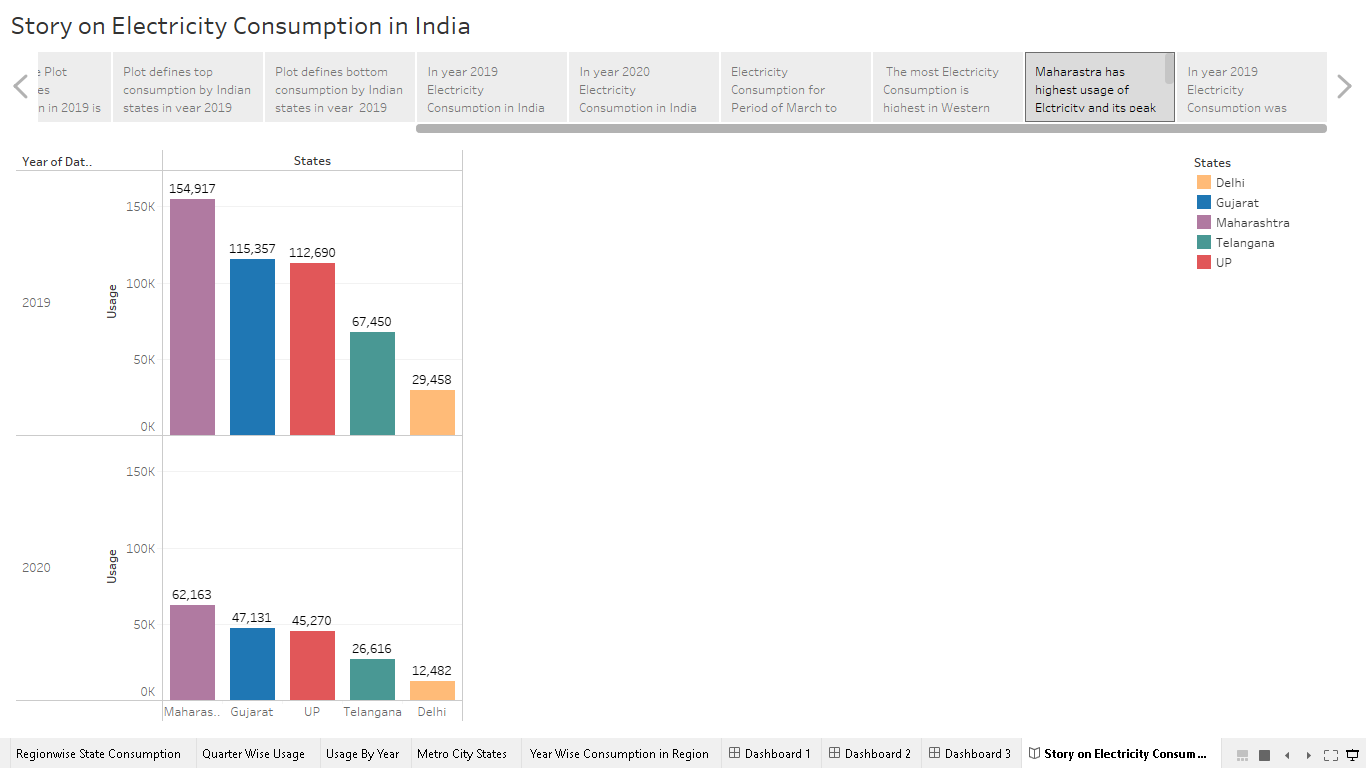 Story on Electricity Consumption in India
e Plot
es
n in 2019 is
Plot defines top
consumption by Indian
states in year 2019
Plot defines bottom
consumption by Indian
states in year 2019
In year 2019
Electricity
Consumption in India
In year 2020
Electricity
Consumption in India
Electricity
Consumption for
Period of March to
The most Electricity
Consumption is
highest in Western
Maharastra has
highest usage of
Elctricity and its peak
In year 2019
Electricity
Consumption was
Year of Dat..
States
2019
Usage
150K
100K
50K
0K
154,917
115,357
112,690
67,450
29,458
2020
Usage
150K
100K
50K
0K
62,163
47,131
45,270
26,616
12,482
Maharas..
Gujarat
UP
Telangana
Delhi
States
Delhi
Gujarat
Maharashtra
Telangana
UP
Regionwise State Consumption
Quarter Wise Usage
Usage By Year
Metro City States
Year Wise Consumption in Region
Dashboard 1
Dashboard 2
Dashboard 3
Story on Electricity Consum...